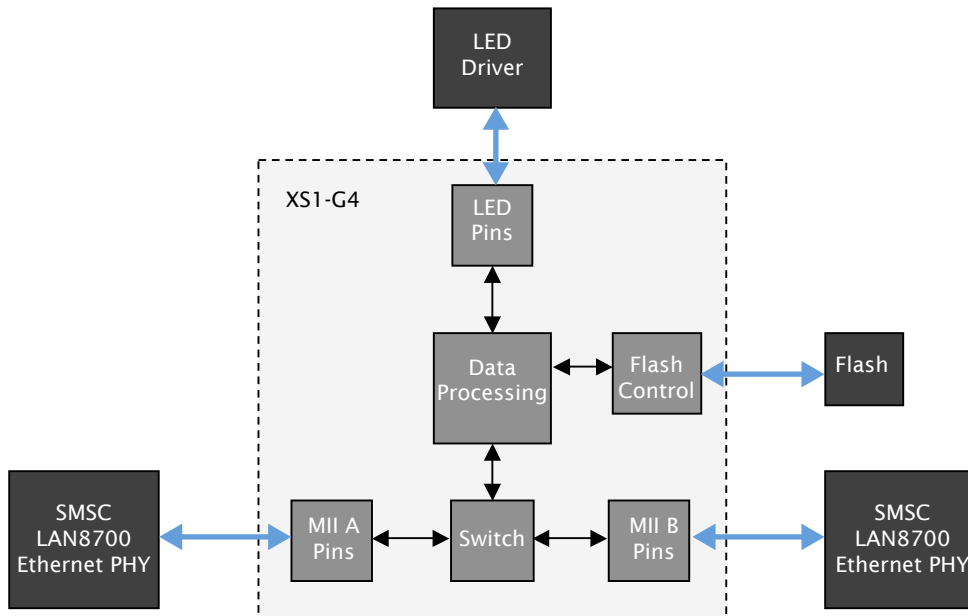 LED
Driver
XS1-G4
LED
Pins
Data
Processing
Flash
Control
Flash
SMSC
LAN8700
Ethernet PHY
MII A
Pins
Switch
MII B
Pins
SMSC
LAN8700
Ethernet PHY